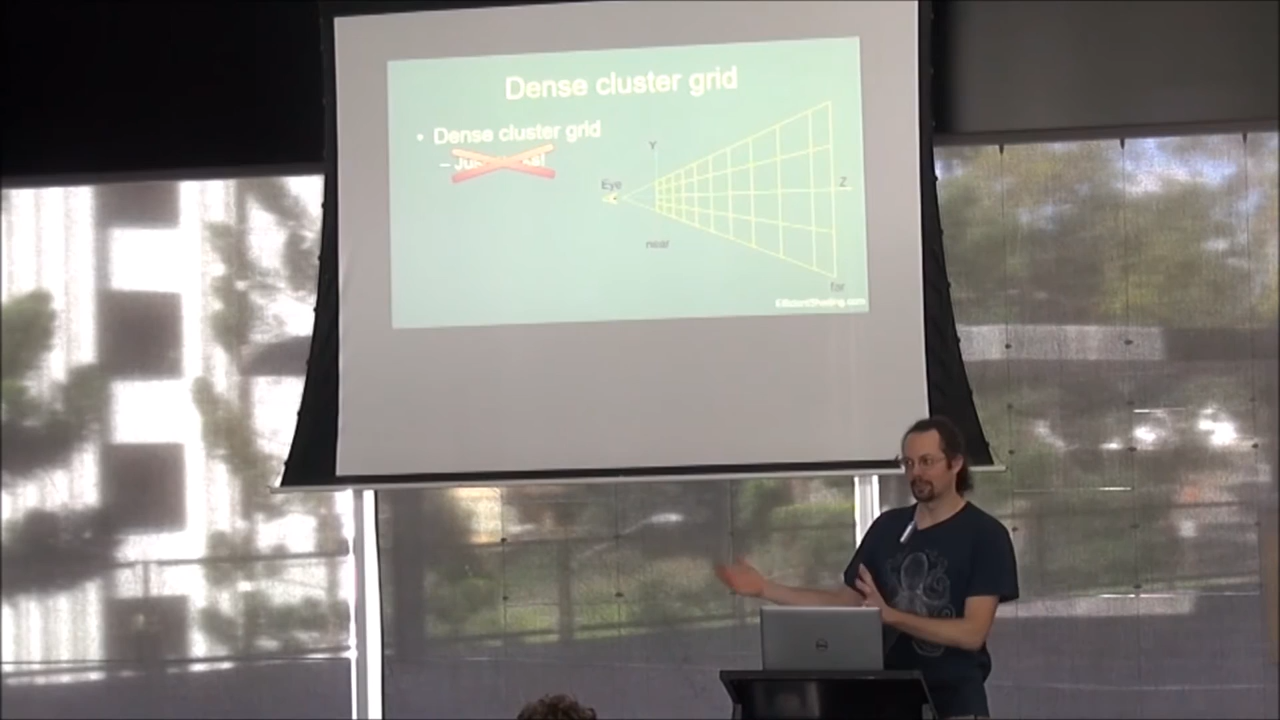 Dense cluster grid
• Dense cluster grid
Y
Eye
Z
near
far
EfficientShading.com